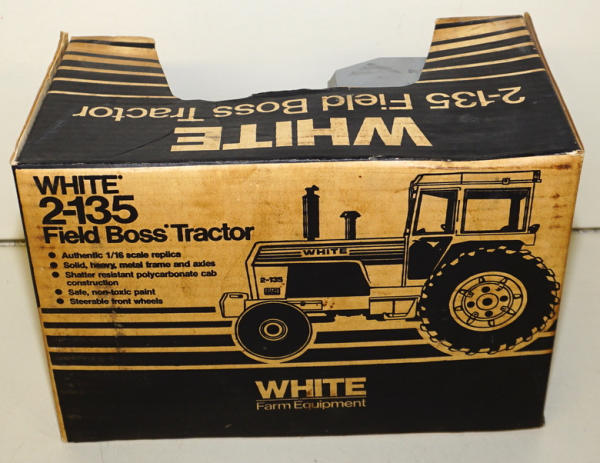 2-135 Field Boss Tractor
WHITE
WHITE®
2-135
Field Boss® Tractor
● Authentic 1/16 scale replica
● Solid, heavy, metal frame and axles
● Shatter resistant polycarbonate cab
construction
● Safe, non-toxic paint
● Steerable front wheels
WHITE
2-135
WHITE
Farm Equipment